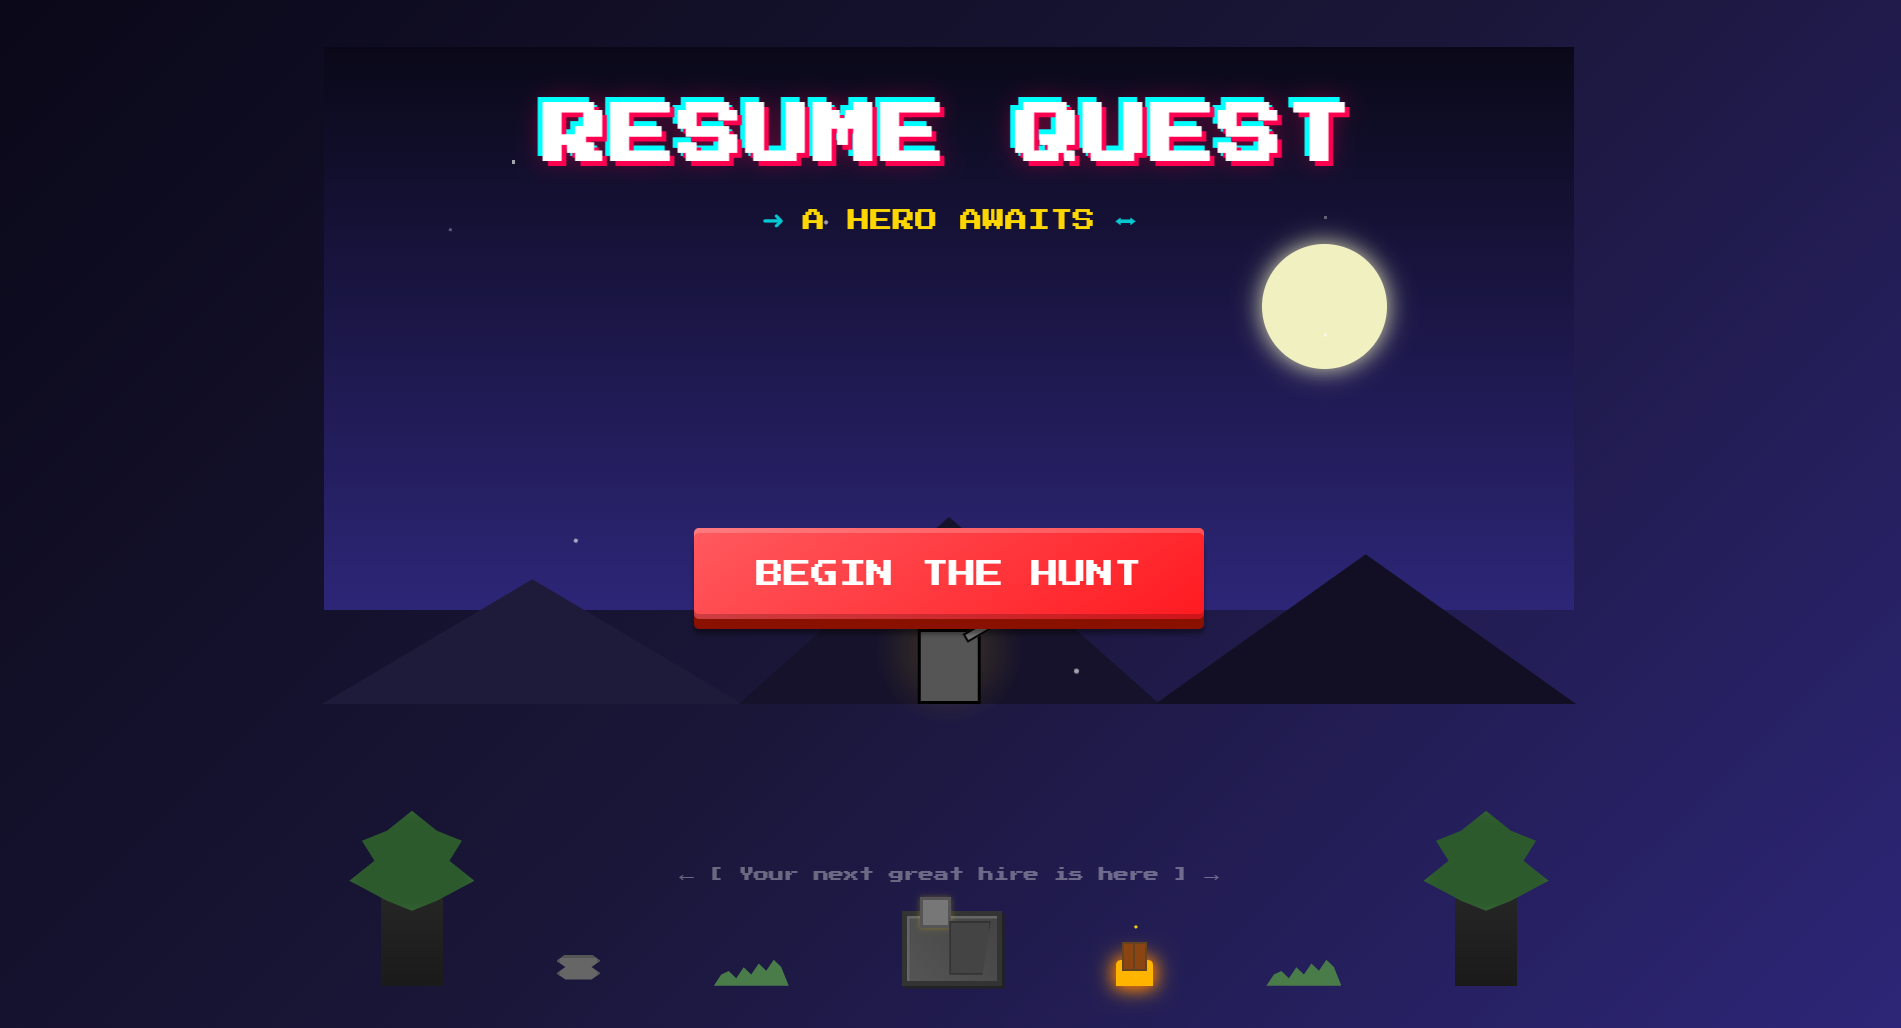 RESUME QUEST
→ A HERO AWAITS ↔
BEGIN THE HUNT
← [ Your next great hire is here ] →